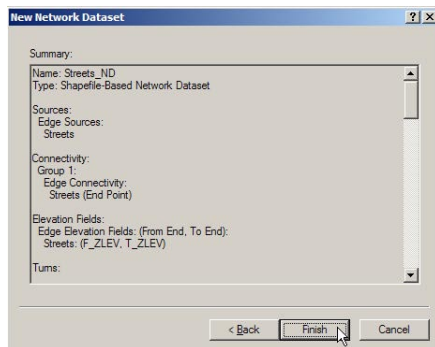 New Network Dataset
Summary:
Name: Streets_ND
Type: Shapefile-Based Network Dataset
Sources:
Edge Sources:
Streets
Connectivity:
Group 1:
Edge Connectivity:
Streets (End Point)
Elevation Fields:
Edge Elevation Fields: (From End, To End):
Streets: (F_ZLEV, T_ZLEV)
Turns:
< Back Finish Cancel